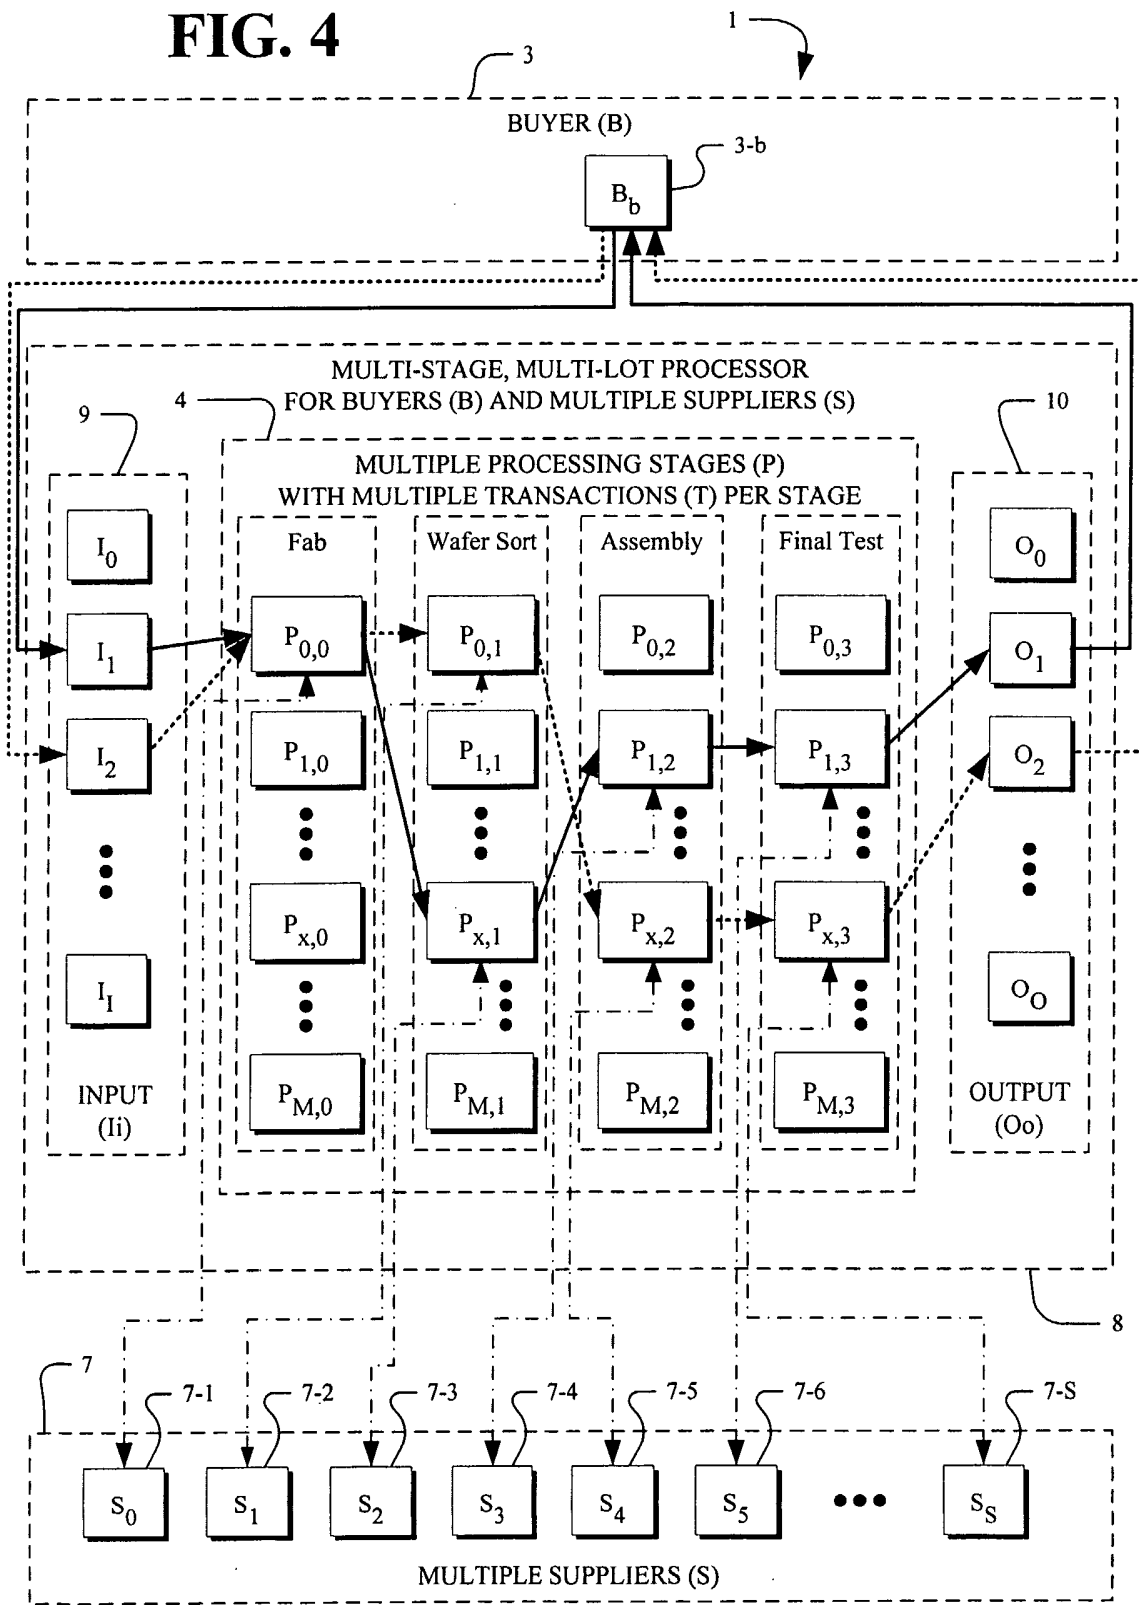 FIG. 4
1
3
BUYER (B)
3-b
B_b
MULTI-STAGE, MULTI-LOT PROCESSOR
FOR BUYERS (B) AND MULTIPLE SUPPLIERS (S)
9
4
10
MULTIPLE PROCESSING STAGES (P)
WITH MULTIPLE TRANSACTIONS (T) PER STAGE
Fab Wafer Sort Assembly Final Test
I_0 O_0
I_1 P_0,0 P_0,1 P_0,2 P_0,3 O_1
I_2 P_1,0 P_1,1 P_1,2 P_1,3 O_2
P_x,0 P_x,1 P_x,2 P_x,3
I_I O_O
P_M,0 P_M,1 P_M,2 P_M,3
INPUT
(Ii)
OUTPUT
(Oo)
8
7
7-1 7-2 7-3 7-4 7-5 7-6 7-S
S_0 S_1 S_2 S_3 S_4 S_5 S_S
MULTIPLE SUPPLIERS (S)